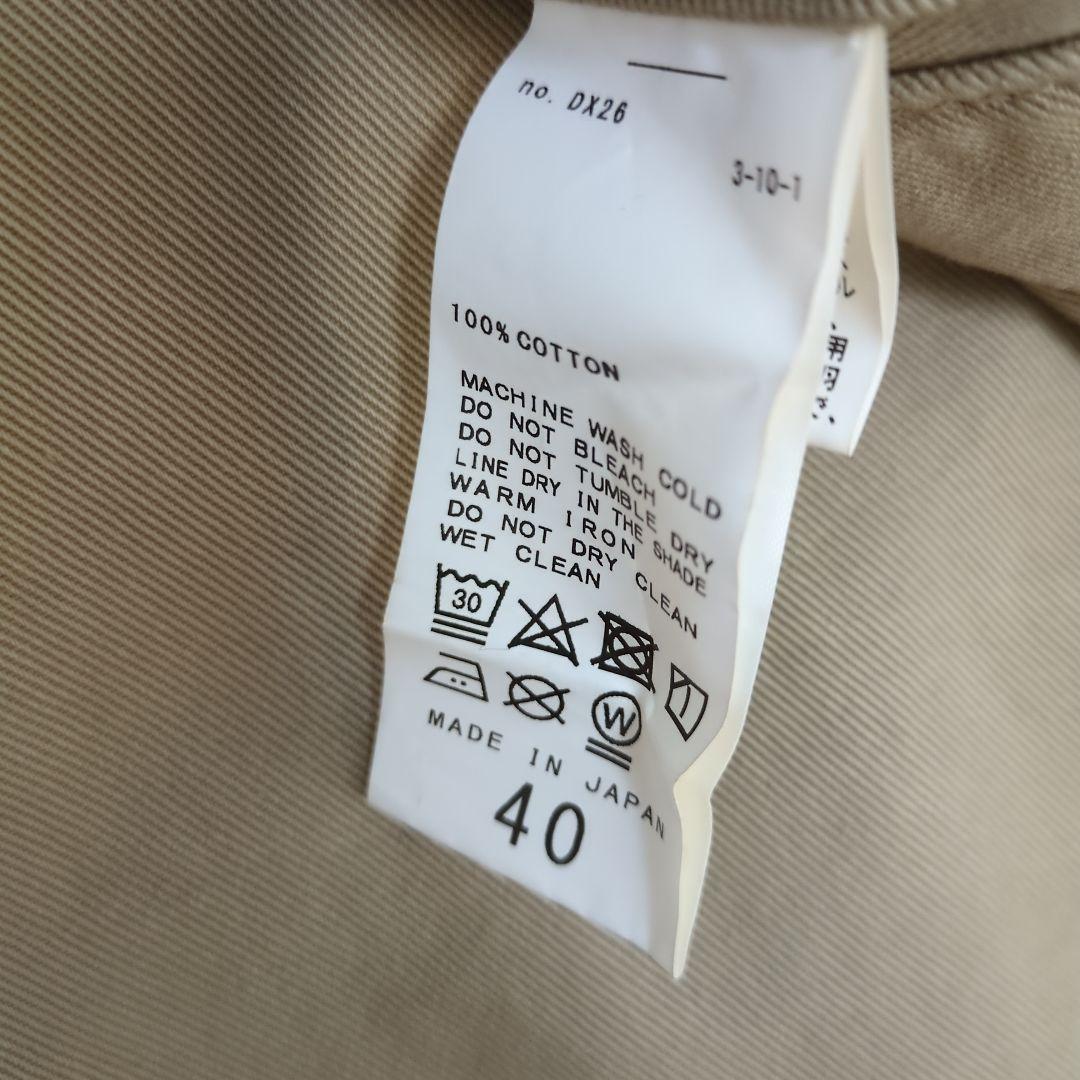 no. DX26
3-10-1
100% COTTON
MACHINE WASH COLD
DO NOT BLEACH
DO NOT TUMBLE DRY
LINE DRY IN THE SHADE
WARM IRON
DO NOT DRY CLEAN
WET CLEAN
30
W
MADE IN JAPAN
40